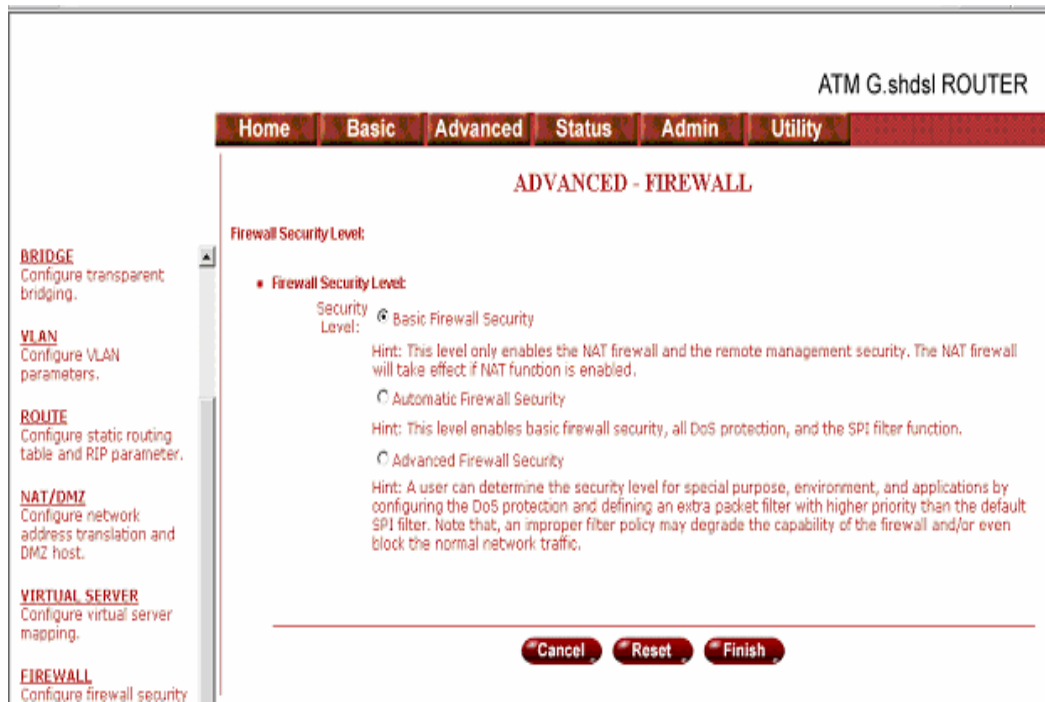 ATM G.shdsl ROUTER
Home Basic Advanced Status Admin Utility
ADVANCED - FIREWALL
Firewall Security Level:
BRIDGE
Configure transparent
bridging.
VLAN
Configure VLAN
parameters.
ROUTE
Configure static routing
table and RIP parameter.
NAT/DMZ
Configure network
address translation and
DMZ host.
VIRTUAL SERVER
Configure virtual server
mapping.
FIREWALL
Configure firewall security
Firewall Security Level:
Security
Level:
Basic Firewall Security
Hint: This level only enables the NAT firewall and the remote management security. The NAT firewall
will take effect if NAT function is enabled.
Automatic Firewall Security
Hint: This level enables basic firewall security, all DoS protection, and the SPI filter function.
Advanced Firewall Security
Hint: A user can determine the security level for special purpose, environment, and applications by
configuring the DoS protection and defining an extra packet filter with higher priority than the default
SPI filter. Note that, an improper filter policy may degrade the capability of the firewall and/or even
block the normal network traffic.
Cancel Reset Finish